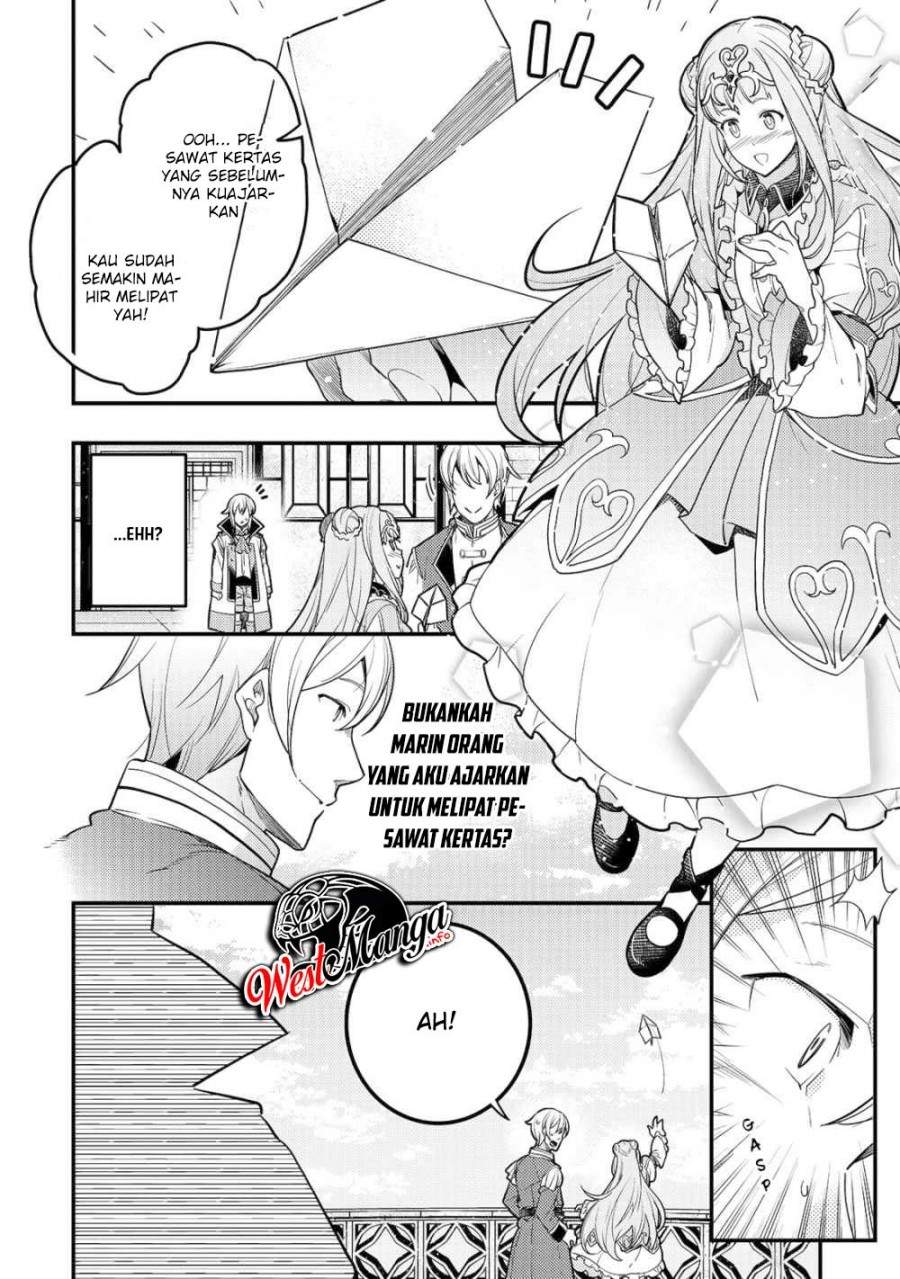 OOH... PE-
SAWAT KERTAS
YANG SEBELUM-
NYA KUAJAR-
KAN
KAU SUDAH
SEMAKIN MA-
HIR MELIPAT
YAH!
...EHH?
BUKANKAH
MARIN ORANG
YANG AKU AJARKAN
UNTUK MELIPAT PE-
SAWAT KERTAS?
WestManga
.info
AH!
GASP